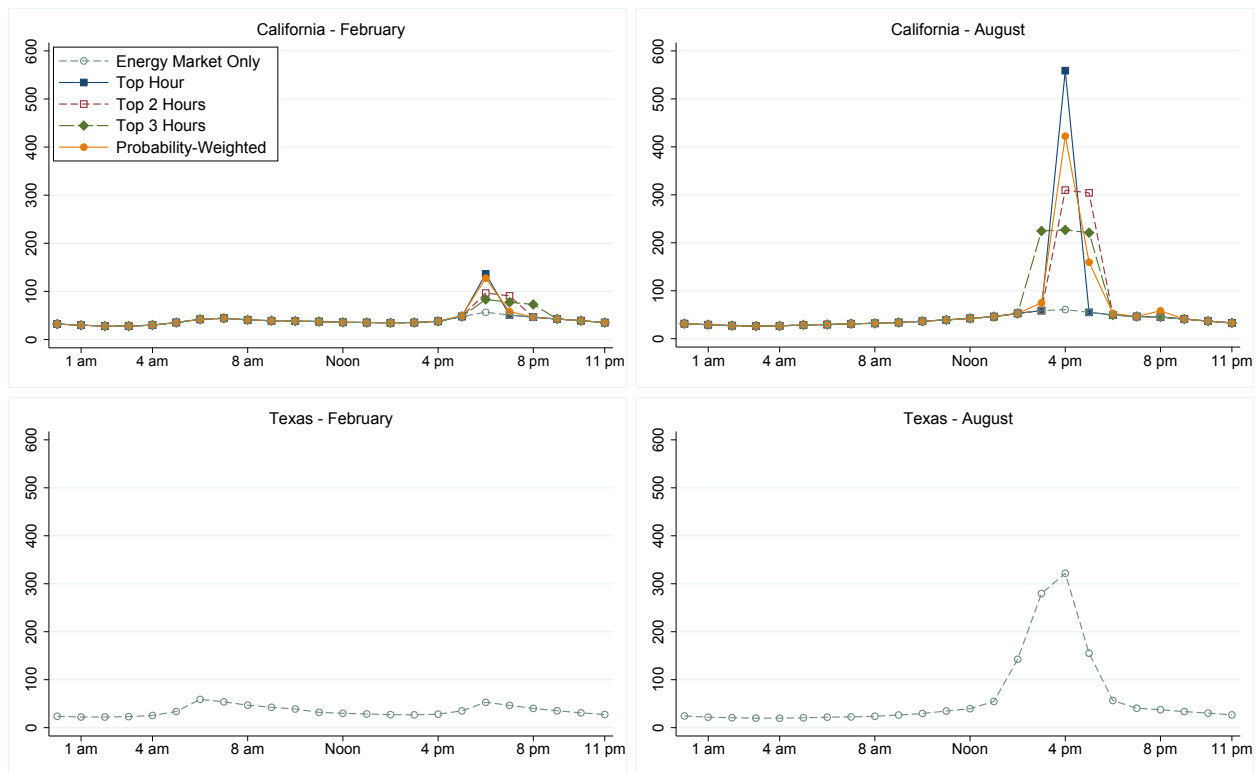 California - February
600
500
400
300
200
100
0
Energy Market Only
Top Hour
Top 2 Hours
Top 3 Hours
Probability-Weighted
1 am 4 am 8 am Noon 4 pm 8 pm 11 pm
California - August
600
500
400
300
200
100
0
1 am 4 am 8 am Noon 4 pm 8 pm 11 pm
Texas - February
600
500
400
300
200
100
0
1 am 4 am 8 am Noon 4 pm 8 pm 11 pm
Texas - August
600
500
400
300
200
100
0
1 am 4 am 8 am Noon 4 pm 8 pm 11 pm